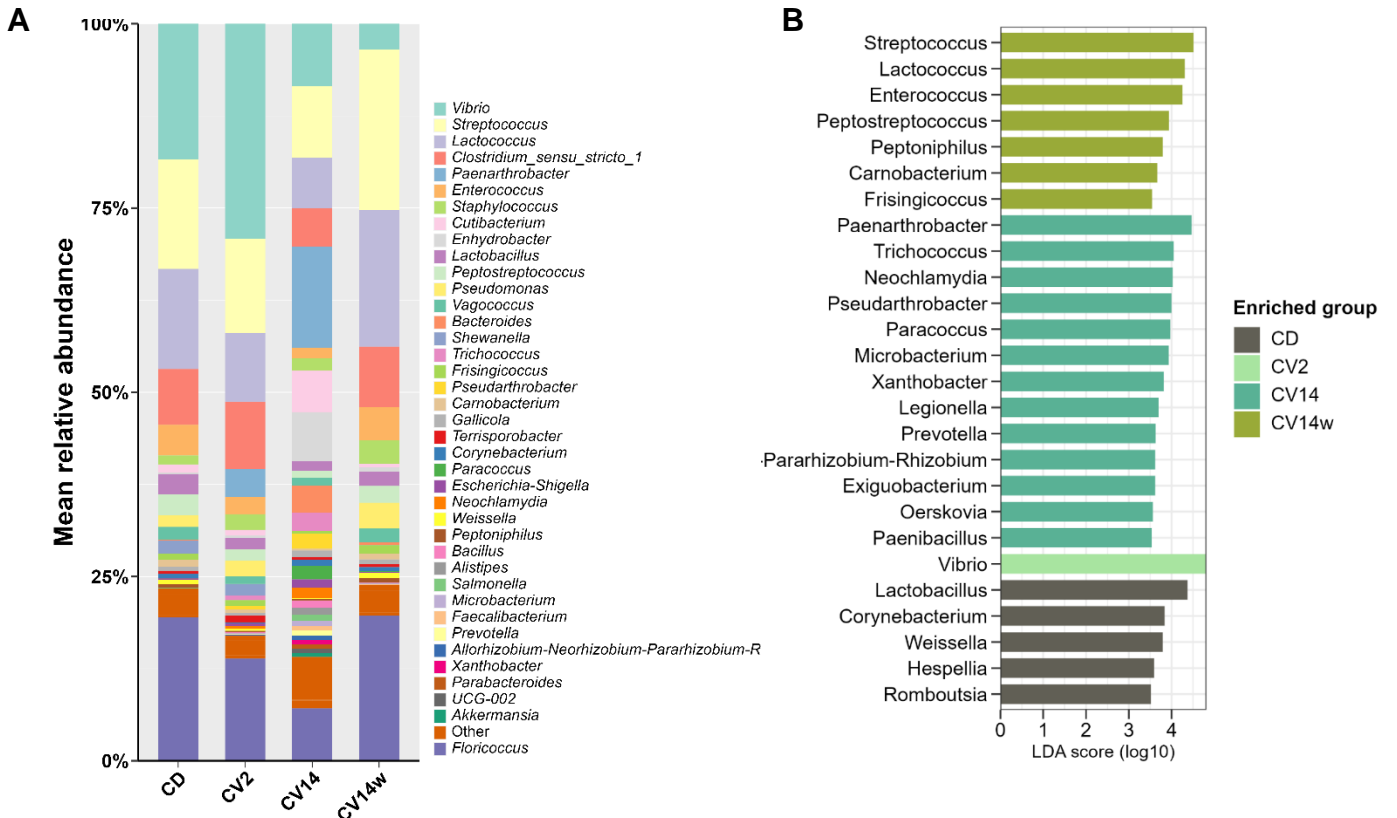 A
100%
75%
50%
25%
0%
Mean relative abundance
CD
CV2
CV14
CV14w
Vibrio
Streptococcus
Lactococcus
Clostridium_sensu_stricto_1
Paenarthrobacter
Enterococcus
Staphylococcus
Cutibacterium
Enhydrobacter
Lactobacillus
Peptostreptococcus
Pseudomonas
Vagococcus
Bacteroides
Shewanella
Trichococcus
Frisingicoccus
Pseudarthrobacter
Carnobacterium
Gallicola
Terrisporobacter
Corynebacterium
Paracoccus
Escherichia-Shigella
Neochlamydia
Weissella
Peptoniphilus
Bacillus
Alistipes
Salmonella
Microbacterium
Faecalibacterium
Prevotella
Allorhizobium-Neorhizobium-Pararhizobium-R
Xanthobacter
Parabacteroides
UCG-002
Akkermansia
Other
Floricoccus
B
Streptococcus
Lactococcus
Enterococcus
Peptostreptococcus
Peptoniphilus
Carnobacterium
Frisingicoccus
Paenarthrobacter
Trichococcus
Neochlamydia
Pseudarthrobacter
Paracoccus
Microbacterium
Xanthobacter
Legionella
Prevotella
-Pararhizobium-Rhizobium
Exiguobacterium
Oerskovia
Paenibacillus
Vibrio
Lactobacillus
Corynebacterium
Weissella
Hespellia
Romboutsia
0 1 2 3 4
LDA score (log10)
Enriched group
CD
CV2
CV14
CV14w